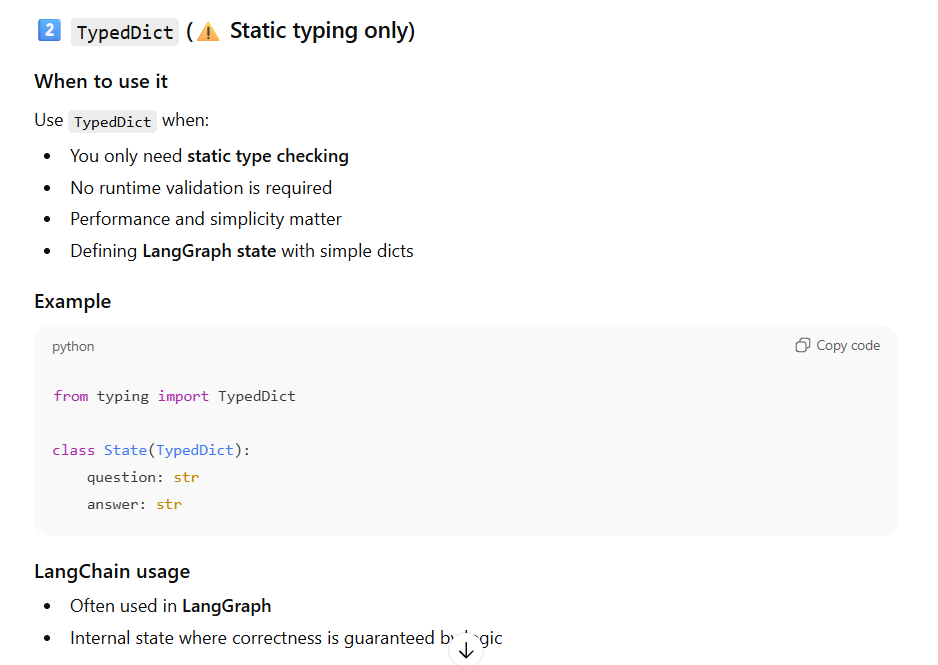 2 TypedDict (⚠️ Static typing only)
When to use it
Use TypedDict when:
• You only need static type checking
• No runtime validation is required
• Performance and simplicity matter
• Defining LangGraph state with simple dicts
Example
python
Copy code
from typing import TypedDict
class State(TypedDict):
    question: str
    answer: str
LangChain usage
• Often used in LangGraph
• Internal state where correctness is guaranteed by logic